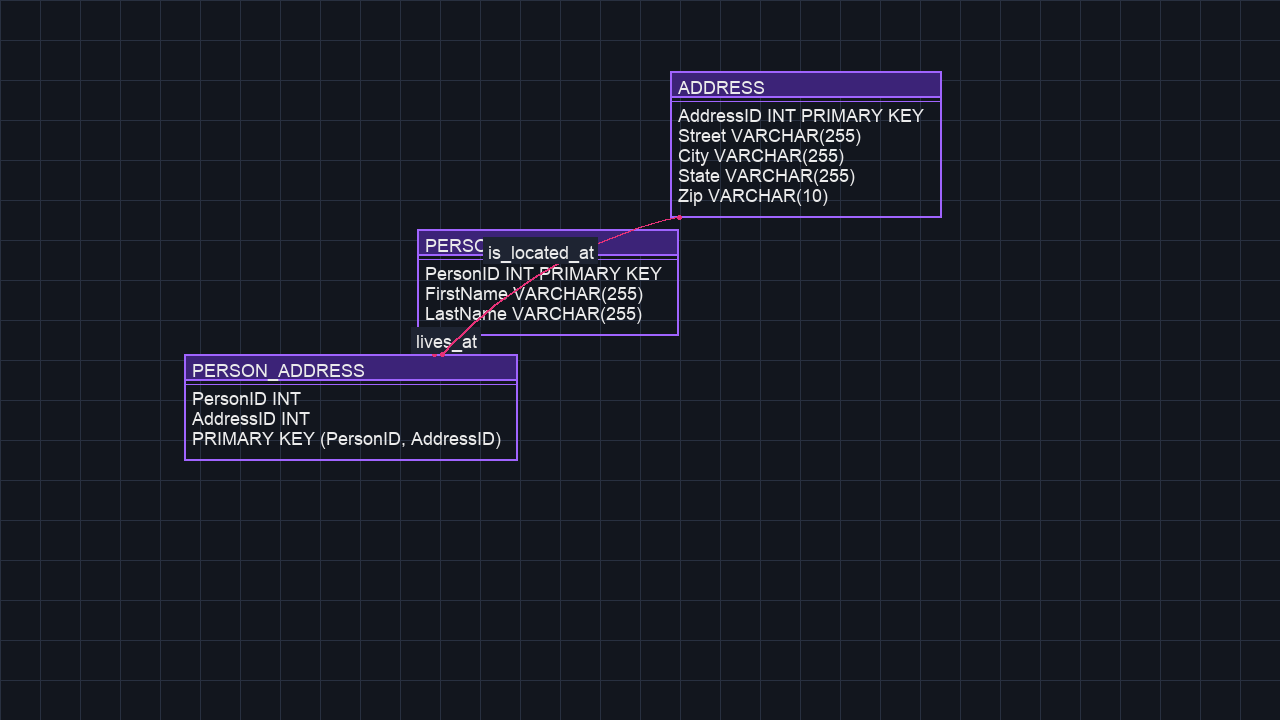 ADDRESS
AddressID INT PRIMARY KEY
Street VARCHAR(255)
City VARCHAR(255)
State VARCHAR(255)
Zip VARCHAR(10)
is_located_at
PersonID INT PRIMARY KEY
FirstName VARCHAR(255)
LastName VARCHAR(255)
lives_at
PERSON_ADDRESS
PersonID INT
AddressID INT
PRIMARY KEY (PersonID, AddressID)